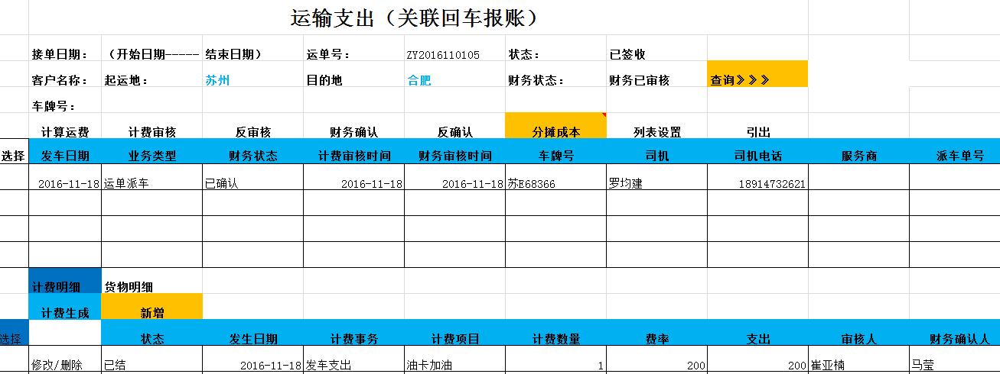 运输支出（关联回车报账）
接单日期： （开始日期----- 结束日期） 运单号： ZY2016110105 状态： 已签收
客户名称： 起运地： 苏州 目的地 合肥 财务状态： 财务已审核 查询》》》
车牌号：
计算运费 计费审核 反审核 财务确认 反确认 分摊成本 列表设置 引出
选择 发车日期 业务类型 财务状态 计费审核时间 财务审核时间 车牌号 司机 司机电话 服务商 派车单号
2016-11-18 运单派车 已确认 2016-11-18 2016-11-18 苏E68366 罗均建 18914732621
计费明细 货物明细
计费生成 新增
选择 状态 发生日期 计费事务 计费项目 计费数量 费率 支出 审核人 财务确认人
修改/删除 已结 2016-11-18 发车支出 油卡加油 1 200 200 崔亚楠 马莹